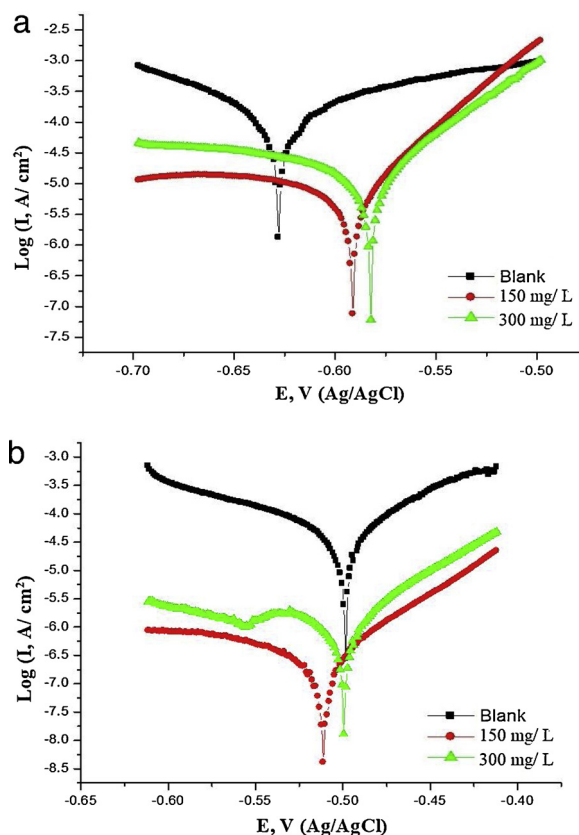 a
-2.5
-3.0
-3.5
-4.0
-4.5
-5.0
-5.5
-6.0
-6.5
-7.0
-7.5
Log (I, A/ cm²)
Blank
150 mg/ L
300 mg/ L
-0.70 -0.65 -0.60 -0.55 -0.50
E, V (Ag/AgCl)
b
-3.0
-3.5
-4.0
-4.5
-5.0
-5.5
-6.0
-6.5
-7.0
-7.5
-8.0
-8.5
Log (I, A/ cm²)
Blank
150 mg/ L
300 mg/ L
-0.65 -0.60 -0.55 -0.50 -0.45 -0.40
E, V (Ag/AgCl)